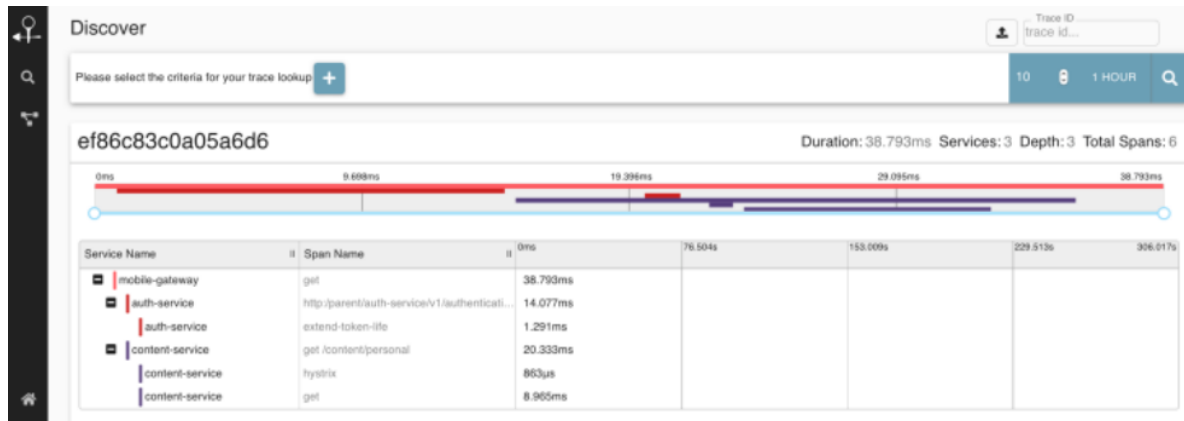 Discover
Trace ID
trace id...
Please select the criteria for your trace lookup +
10 1 HOUR
ef86c83c0a05a6d6
Duration: 38.793ms Services: 3 Depth: 3 Total Spans: 6
0ms 9.698ms 19.396ms 29.095ms 38.793ms
Service Name Span Name 0ms 76.504s 153.009s 229.513s 306.017s
mobile-gateway get 38.793ms
auth-service http:/parent/auth-service/v1/authenticati... 14.077ms
auth-service extend-token-life 1.291ms
content-service get /content/personal 20.333ms
content-service hystrix 863µs
content-service get 8.965ms